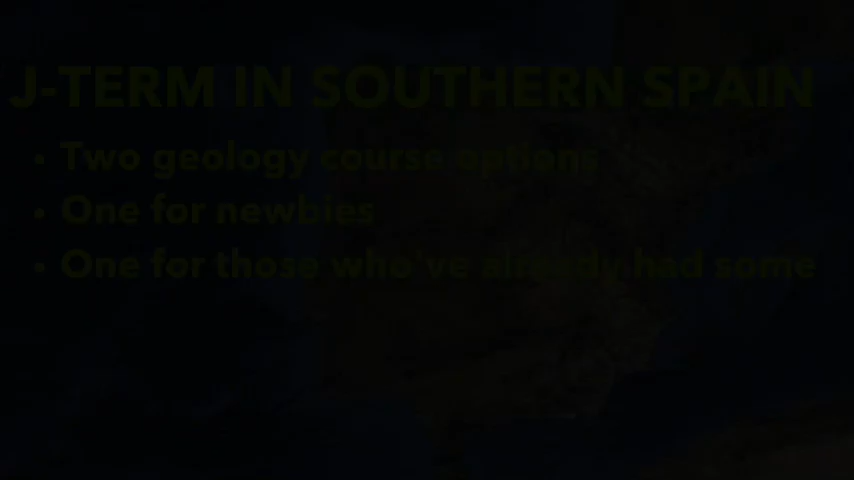 J-TERM IN SOUTHERN SPAIN
• Two geology course options
• One for newbies
• One for those who've already had some